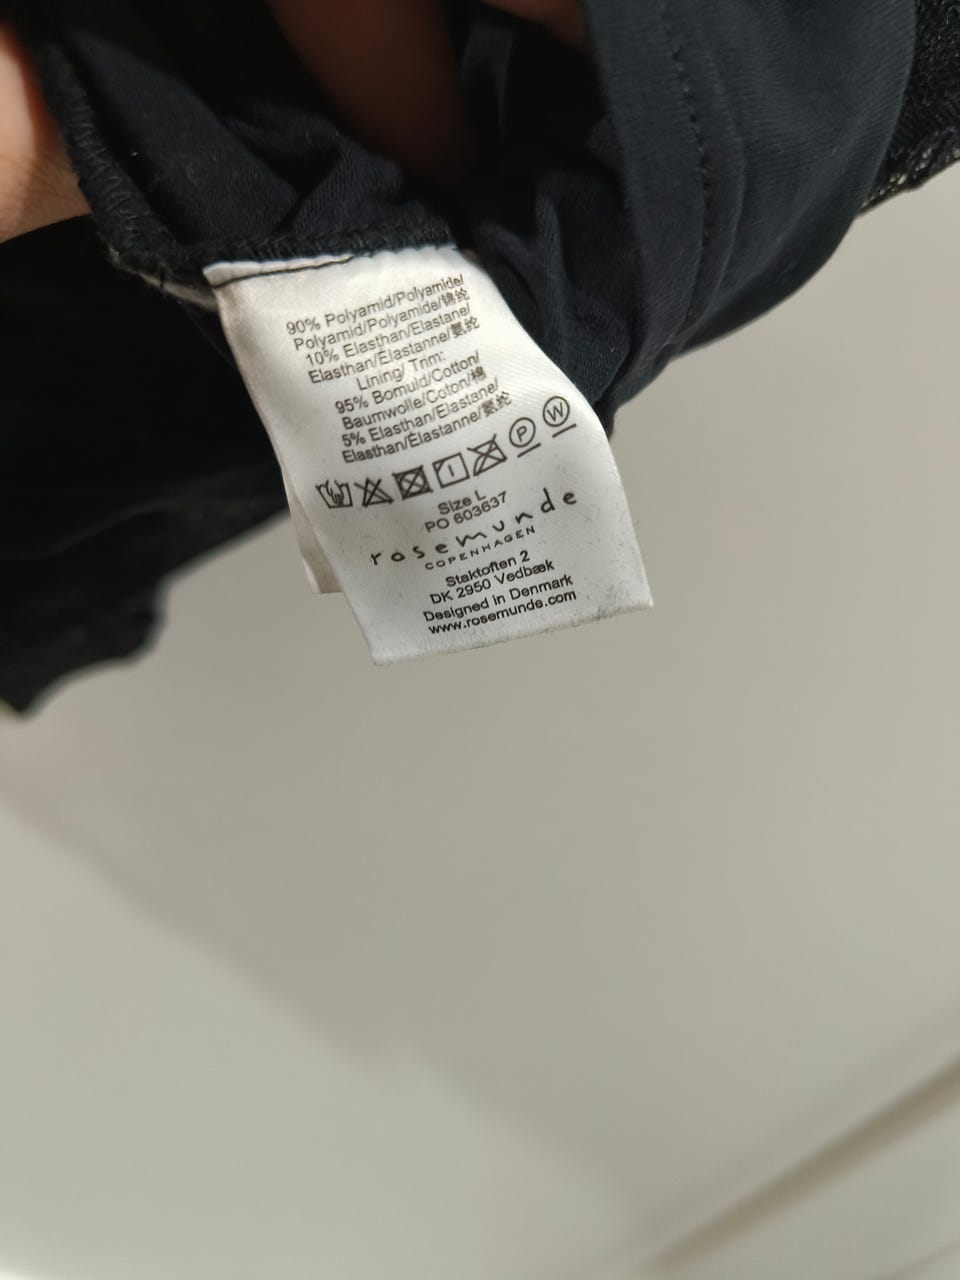 90% Polyamid/Polyamide/
Polyamid/Polyamide/锦纶
10% Elasthan/Elastane/
Elasthan/Élastanne/氨纶
Lining/ Trim:
95% Bomuld/Cotton/
Baumwolle/Coton/棉
5% Elasthan/Elastane/
Elasthan/Élastanne/氨纶
P W
Size L
PO 603637
rosemunde
COPENHAGEN
Staktoften 2
DK 2950 Vedbæk
Designed in Denmark
www.rosemunde.com